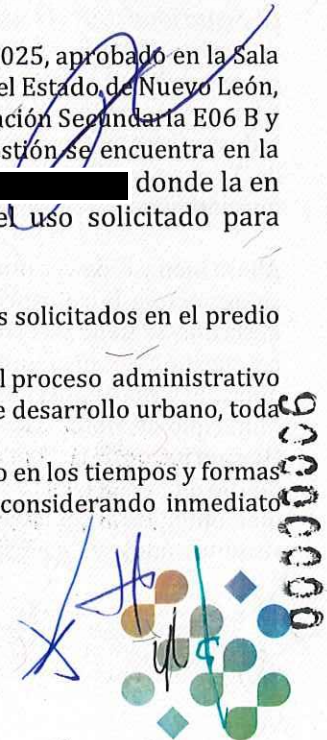 025, aprobado en la Sala
el Estado de Nuevo León,
ación Secundaria E06 B y
estión se encuentra en la
donde la en
el uso solicitado para
s solicitados en el predio
l proceso administrativo
e desarrollo urbano, toda
o en los tiempos y formas
considerando inmediato